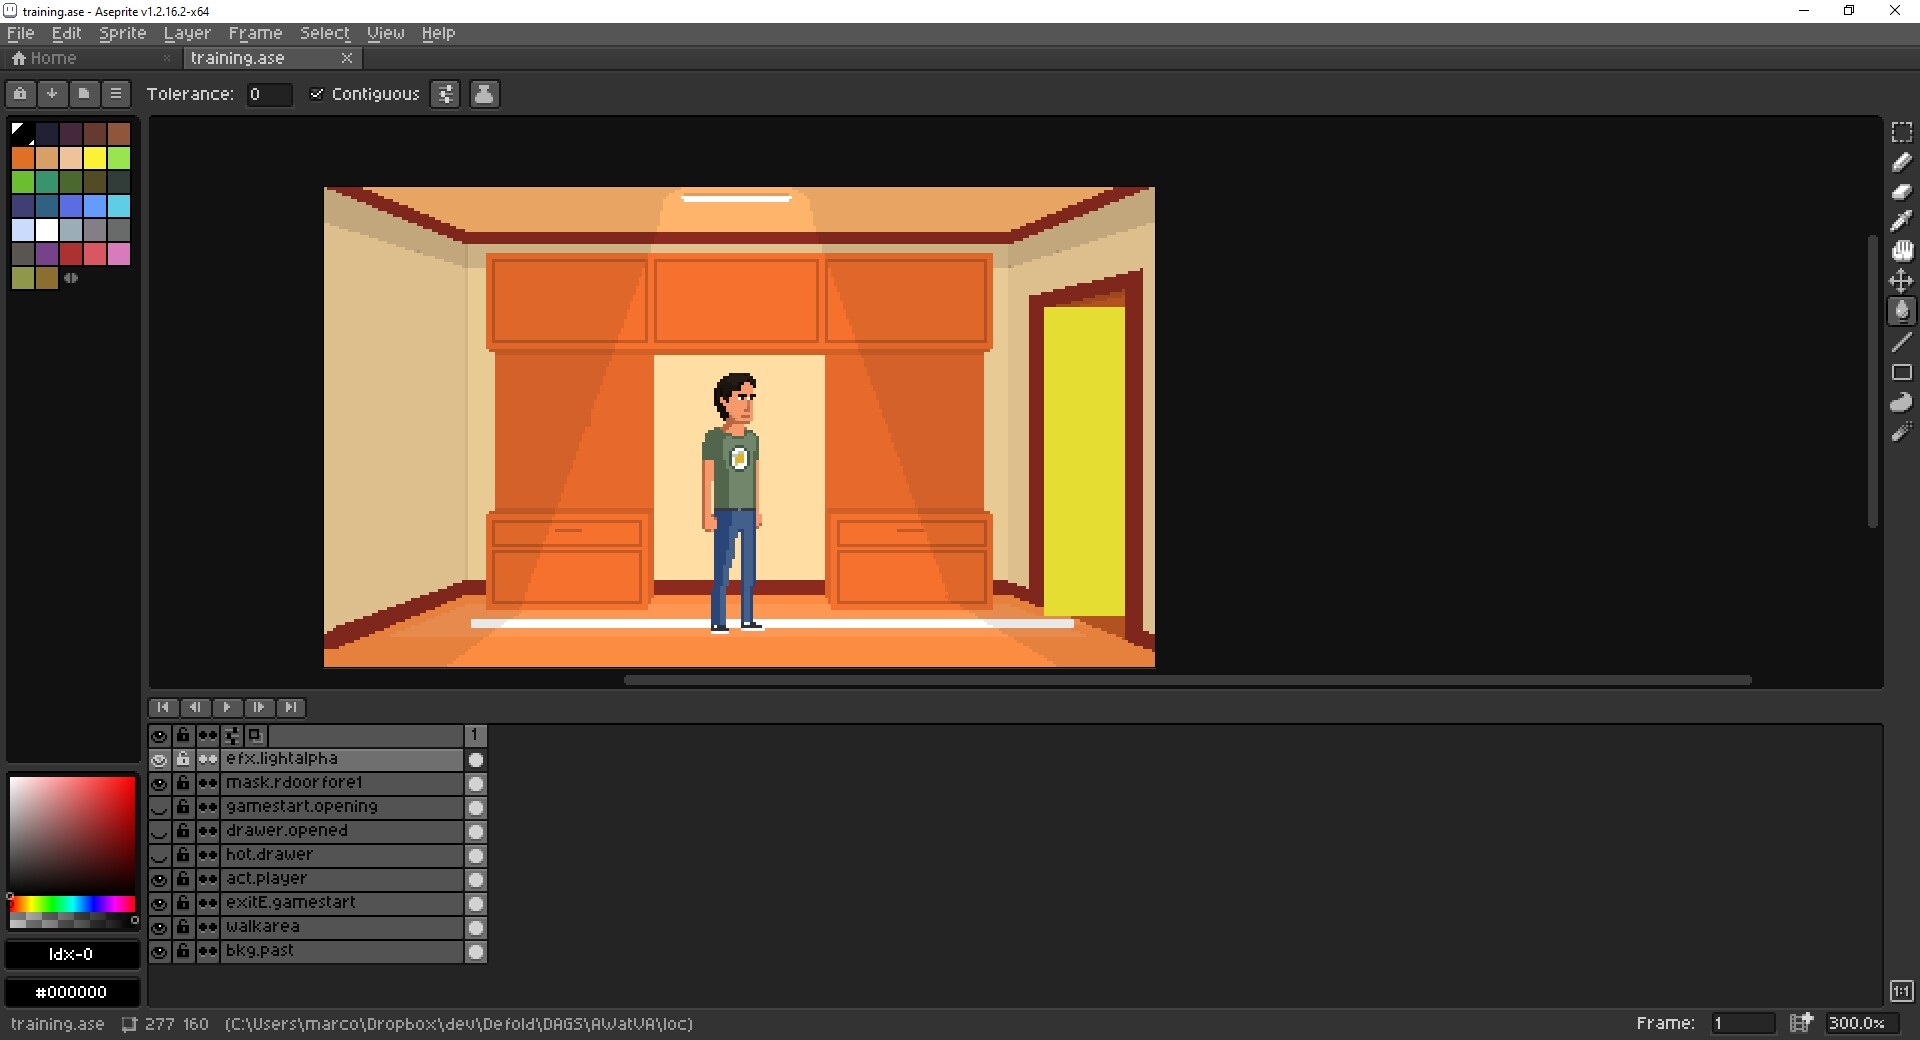 training.ase - Aseprite v1.2.16.2-x64
File Edit Sprite Layer Frame Select View Help
Home training.ase
Tolerance: 0 Contiguous
1
efx.lightalpha
mask.rdoorfore1
gamestart.opening
drawer.opened
hot.drawer
act.player
exitE.gamestart
walkarea
bkg.past
Idx-0
#000000
1:1
training.ase 277 160 (C:\Users\marco\Dropbox\dev\Defold\DAGS\AWatVA\loc) Frame: 1 300.0%